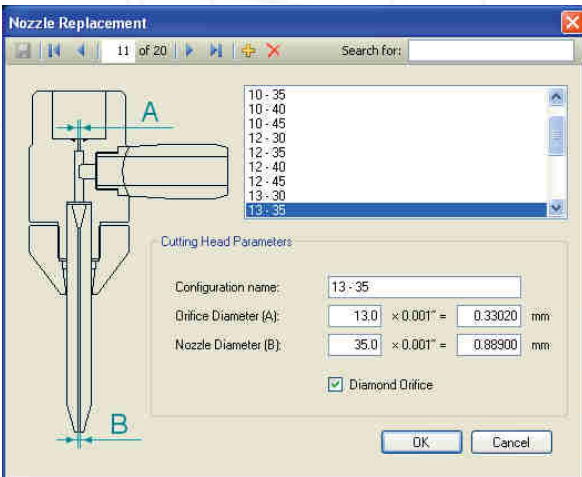 Nozzle Replacement
11 of 20 Search for:
A
10 - 35
10 - 40
10 - 45
12 - 30
12 - 35
12 - 40
12 - 45
13 - 30
13 - 35
Cutting Head Parameters
Configuration name: 13 - 35
Orifice Diameter (A): 13.0 × 0.001" = 0.33020 mm
Nozzle Diameter (B): 35.0 × 0.001" = 0.88900 mm
Diamond Orifice
B
OK Cancel